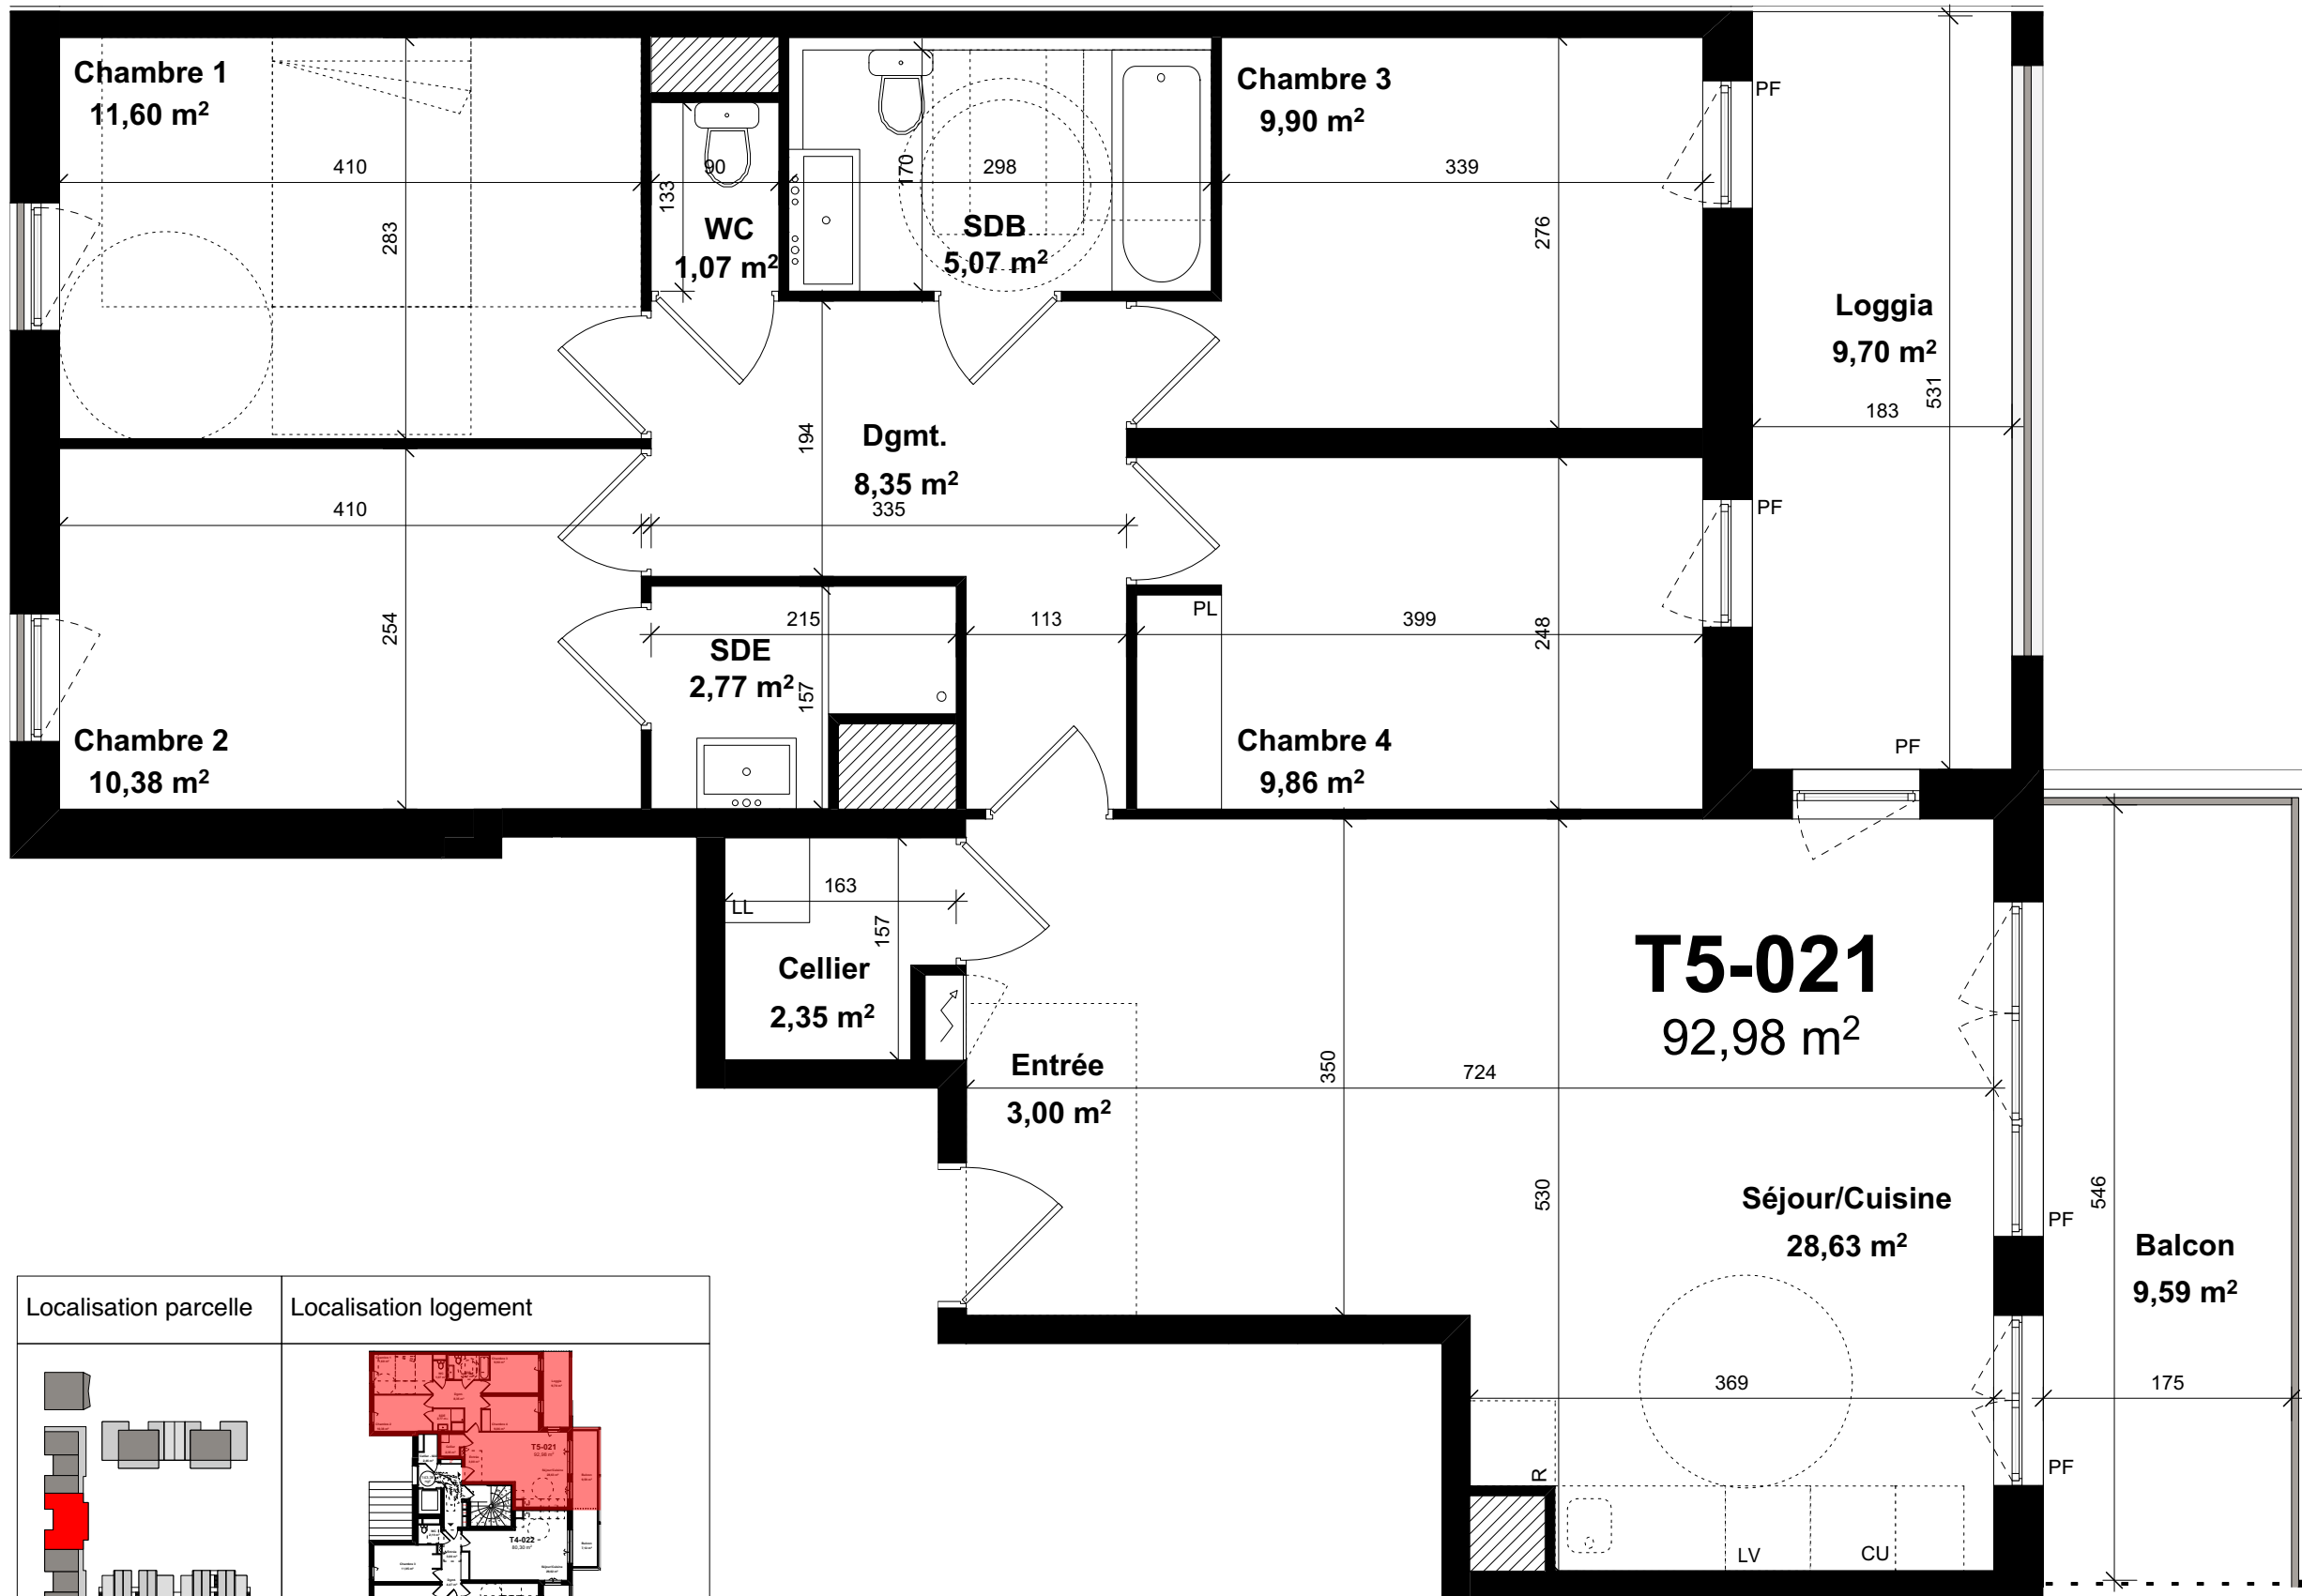 Chambre 1
11,60 m²
410
283
WC
1,07 m²
90
133
SDB
5,07 m²
298
170
Chambre 3
9,90 m²
339
276
PF
Loggia
9,70 m²
531
183
Dgmt.
8,35 m²
194
335
410
254
Chambre 2
10,38 m²
SDE
2,77 m²
215
157
113
PL
399
248
Chambre 4
9,86 m²
PF
PF
163
LL
157
Cellier
2,35 m²
Entrée
3,00 m²
350
724
530
T5-021
92,98 m²
Séjour/Cuisine
28,63 m²
PF
546
Balcon
9,59 m²
369
175
PF
R
LV
CU
Localisation parcelle
Localisation logement
T5-021
T4-022